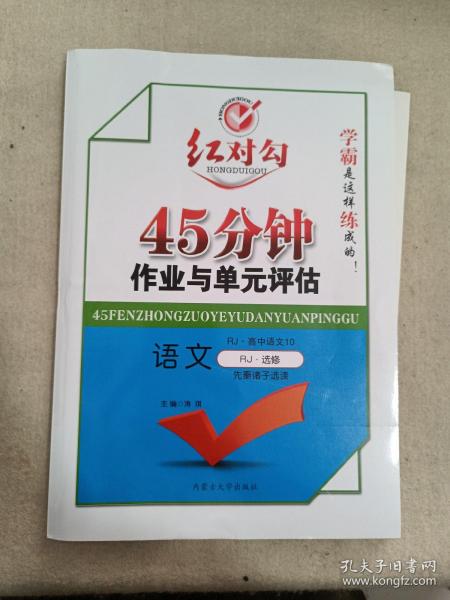 HONGDUIGOU
红对勾
HONGDUIGOU
学霸是这样练成的！
45分钟
作业与单元评估
45FENZHONGZUOYEYUDANYUANPINGGU
语文
RJ·高中语文10
RJ·选修
先秦诸子选读
主编 涛琪
内蒙古大学出版社
孔夫子旧书网
www.kongfz.com